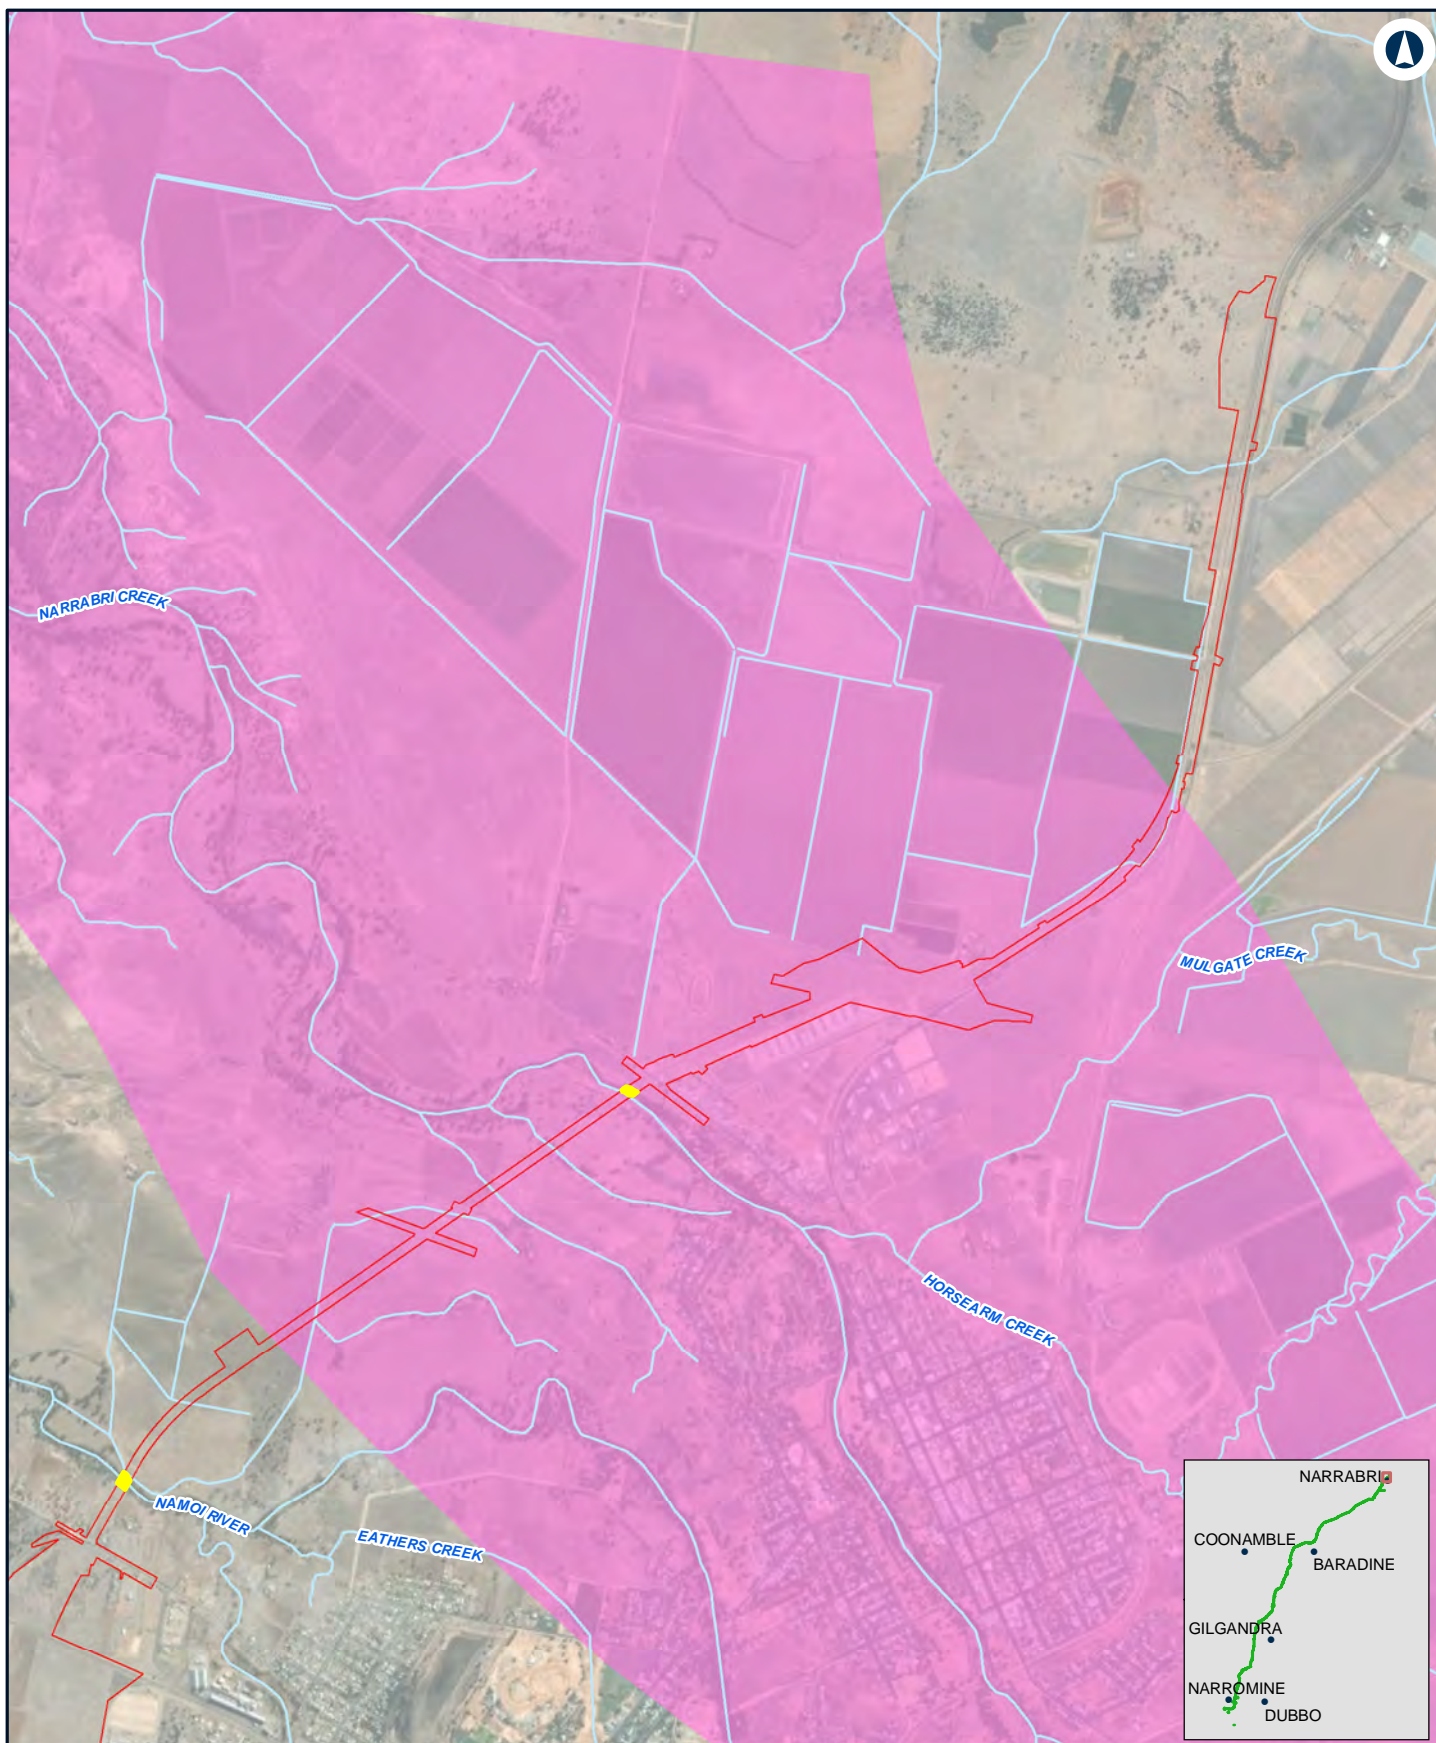 NARRABRI CREEK
MULGATE CREEK
HORSEARM CREEK
NAMOI RIVER
EATHERS CREEK
NARRABRI
COONAMBLE
BARADINE
GILGANDRA
NARROMINE
DUBBO